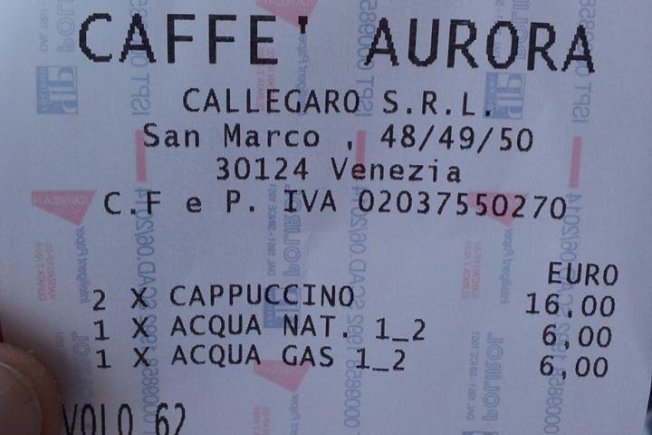 CAFFE' AURORA
CALLEGARO S.R.L.
San Marco , 48/49/50
30124 Venezia
C.F e P. IVA 02037550270
EURO
2 X CAPPUCCINO 16,00
1 X ACQUA NAT. 1_2 6,00
1 X ACQUA GAS 1_2 6,00
VOLO 62